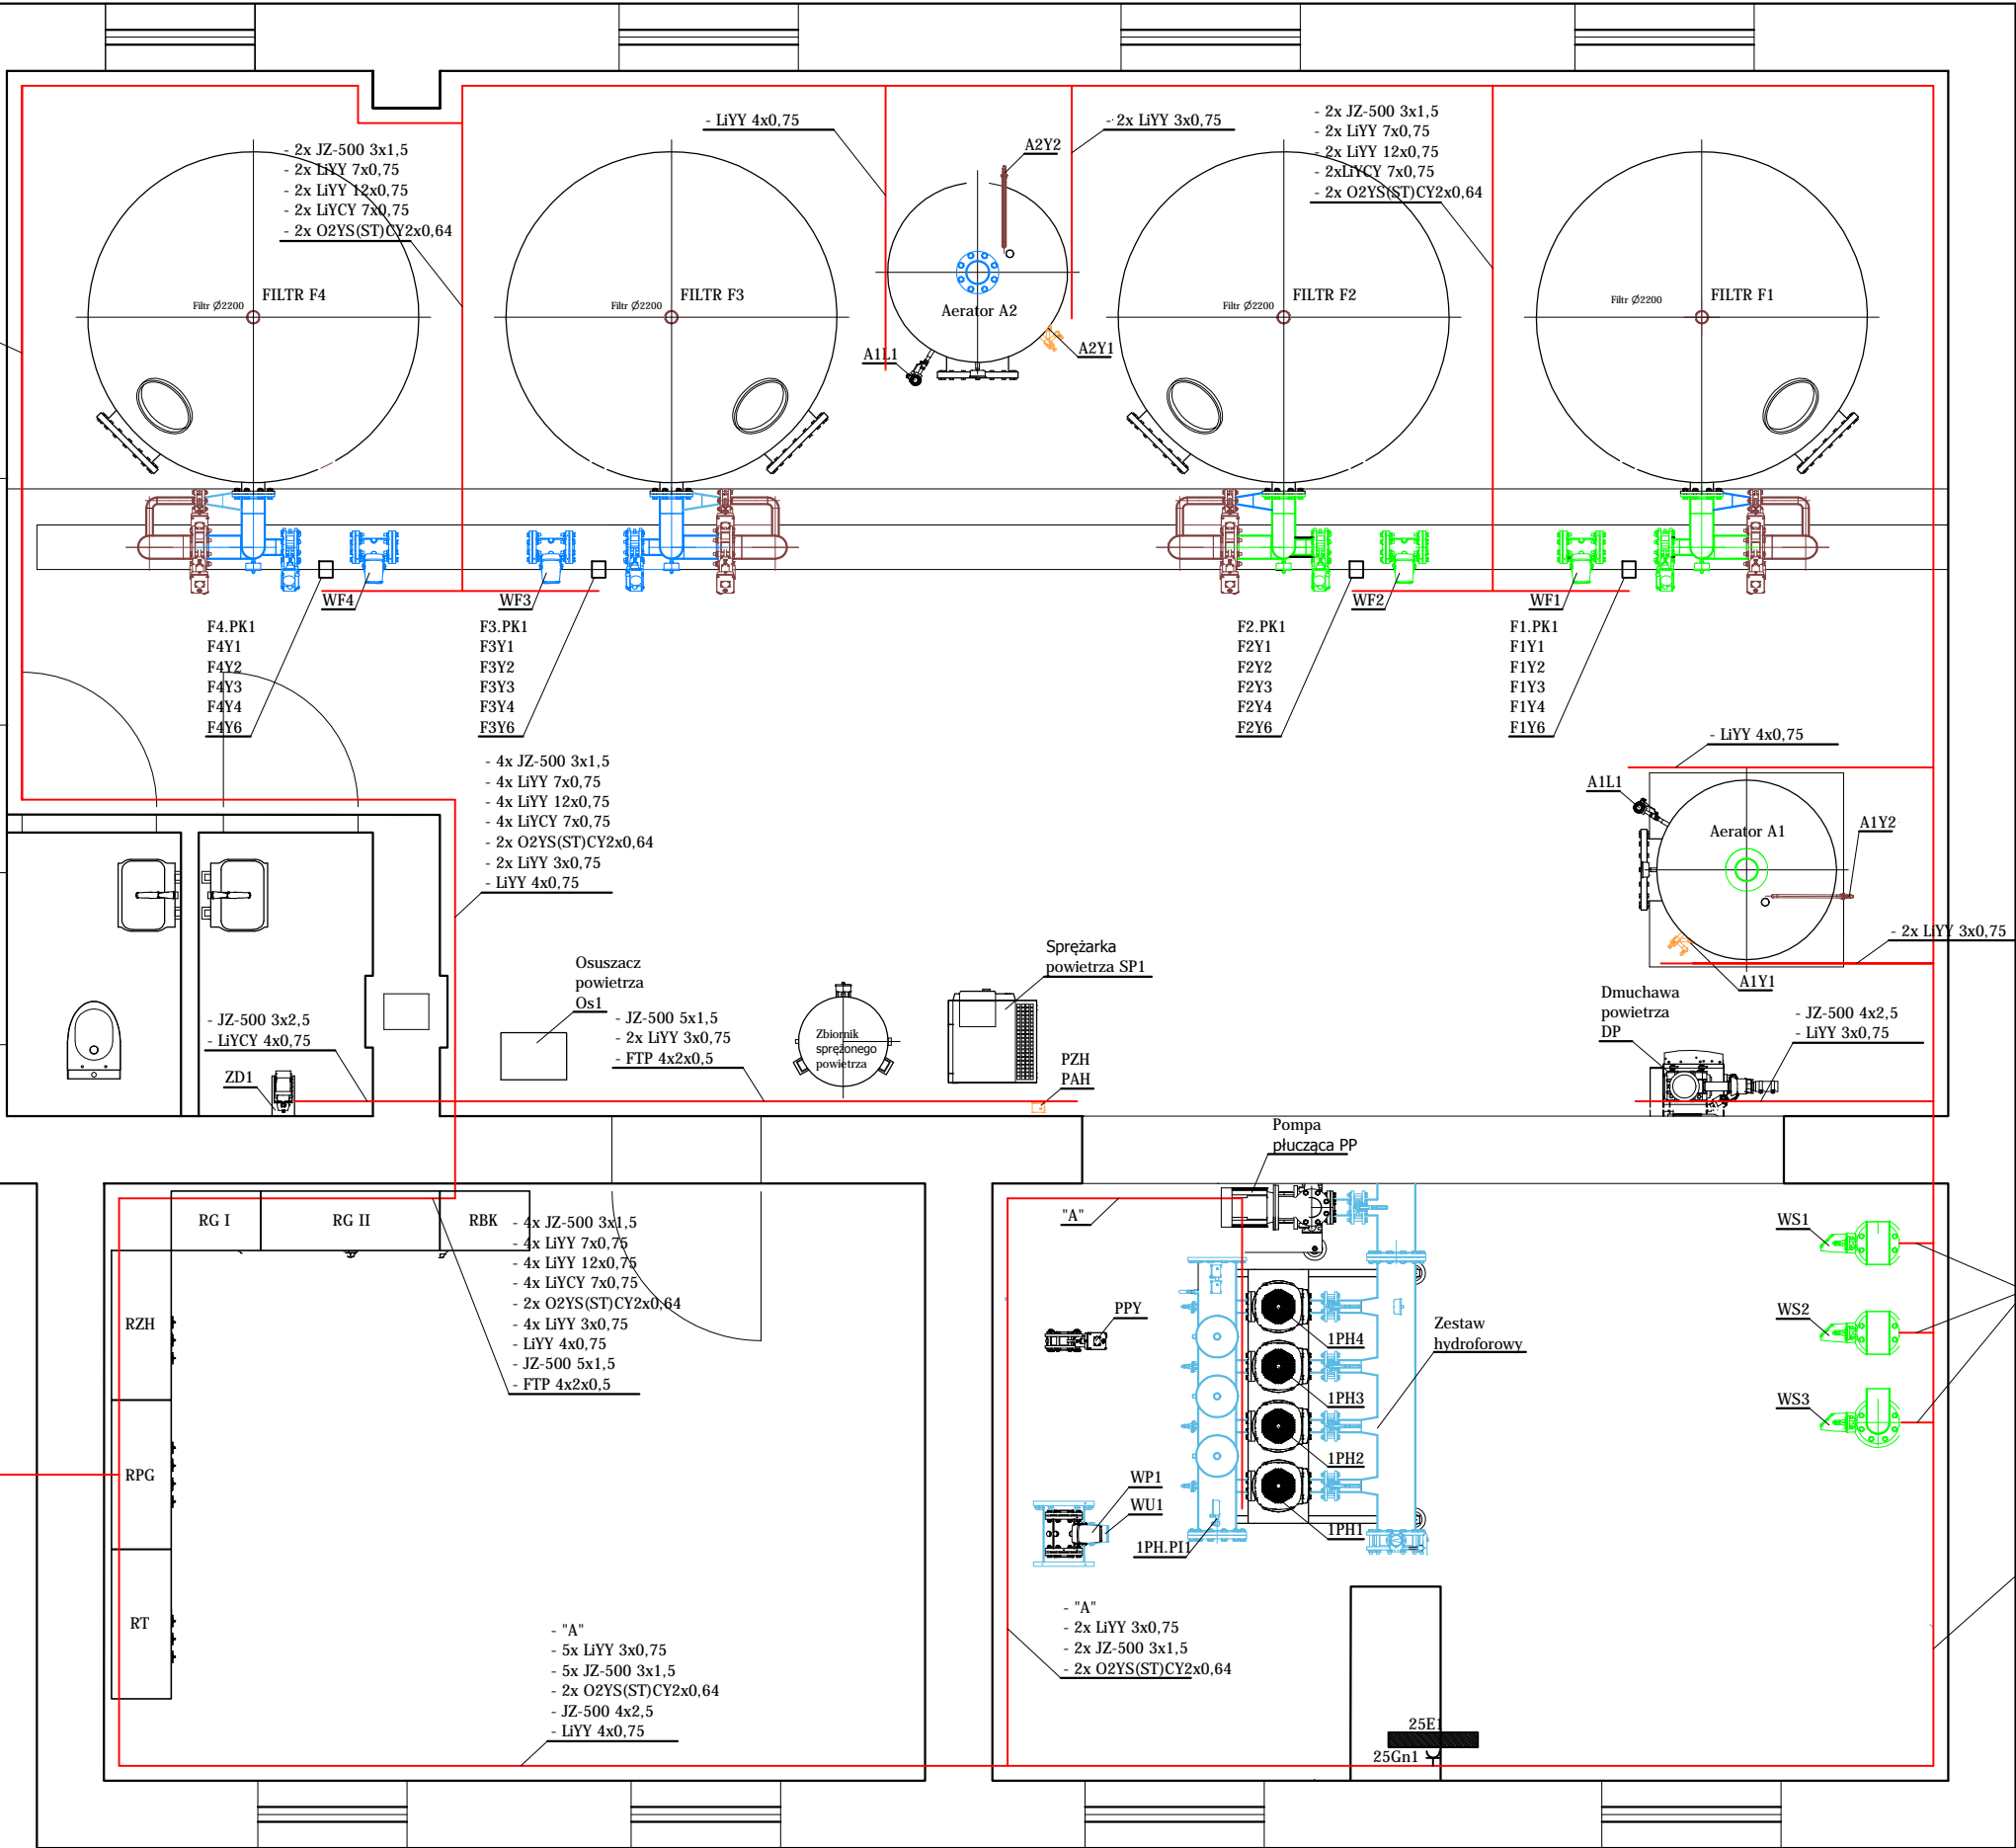 - 2x JZ-500 3x1,5
- 2x LiYY 7x0,75
- 2x LiYY 12x0,75
- 2x LiYCY 7x0,75
- 2x O2YS(ST)CY2x0,64
- LiYY 4x0,75
- 2x LiYY 3x0,75
A2Y2
- 2x JZ-500 3x1,5
- 2x LiYY 7x0,75
- 2x LiYY 12x0,75
- 2xLiYCY 7x0,75
- 2x O2YS(ST)CY2x0,64
Filtr Ø2200
FILTR F4
Filtr Ø2200
FILTR F3
Aerator A2
A1L1
A2Y1
Filtr Ø2200
FILTR F2
Filtr Ø2200
FILTR F1
WF4
WF3
WF2
WF1
F4.PK1
F4Y1
F4Y2
F4Y3
F4Y4
F4Y6
F3.PK1
F3Y1
F3Y2
F3Y3
F3Y4
F3Y6
F2.PK1
F2Y1
F2Y2
F2Y3
F2Y4
F2Y6
F1.PK1
F1Y1
F1Y2
F1Y3
F1Y4
F1Y6
- 4x JZ-500 3x1,5
- 4x LiYY 7x0,75
- 4x LiYY 12x0,75
- 4x LiYCY 7x0,75
- 2x O2YS(ST)CY2x0,64
- 2x LiYY 3x0,75
- LiYY 4x0,75
- LiYY 4x0,75
A1L1
Aerator A1
A1Y2
- 2x LiYY 3x0,75
A1Y1
- JZ-500 3x2,5
- LiYCY 4x0,75
ZD1
Osuszacz
powietrza
Os1
- JZ-500 5x1,5
- 2x LiYY 3x0,75
- FTP 4x2x0,5
Zbiornik
sprężonego
powietrza
Sprężarka
powietrza SP1
PZH
PAH
Dmuchawa
powietrza
DP
- JZ-500 4x2,5
- LiYY 3x0,75
Pompa
płucząca PP
RG I
RG II
RBK
- 4x JZ-500 3x1,5
- 4x LiYY 7x0,75
- 4x LiYY 12x0,75
- 4x LiYCY 7x0,75
- 2x O2YS(ST)CY2x0,64
- 4x LiYY 3x0,75
- LiYY 4x0,75
- JZ-500 5x1,5
- FTP 4x2x0,5
RZH
RPG
RT
"A"
PPY
1PH4
1PH3
1PH2
1PH1
Zestaw
hydroforowy
WS1
WS2
WS3
WP1
WU1
1PH.PI1
- "A"
- 5x LiYY 3x0,75
- 5x JZ-500 3x1,5
- 2x O2YS(ST)CY2x0,64
- JZ-500 4x2,5
- LiYY 4x0,75
- "A"
- 2x LiYY 3x0,75
- 2x JZ-500 3x1,5
- 2x O2YS(ST)CY2x0,64
25E1
25Gn1